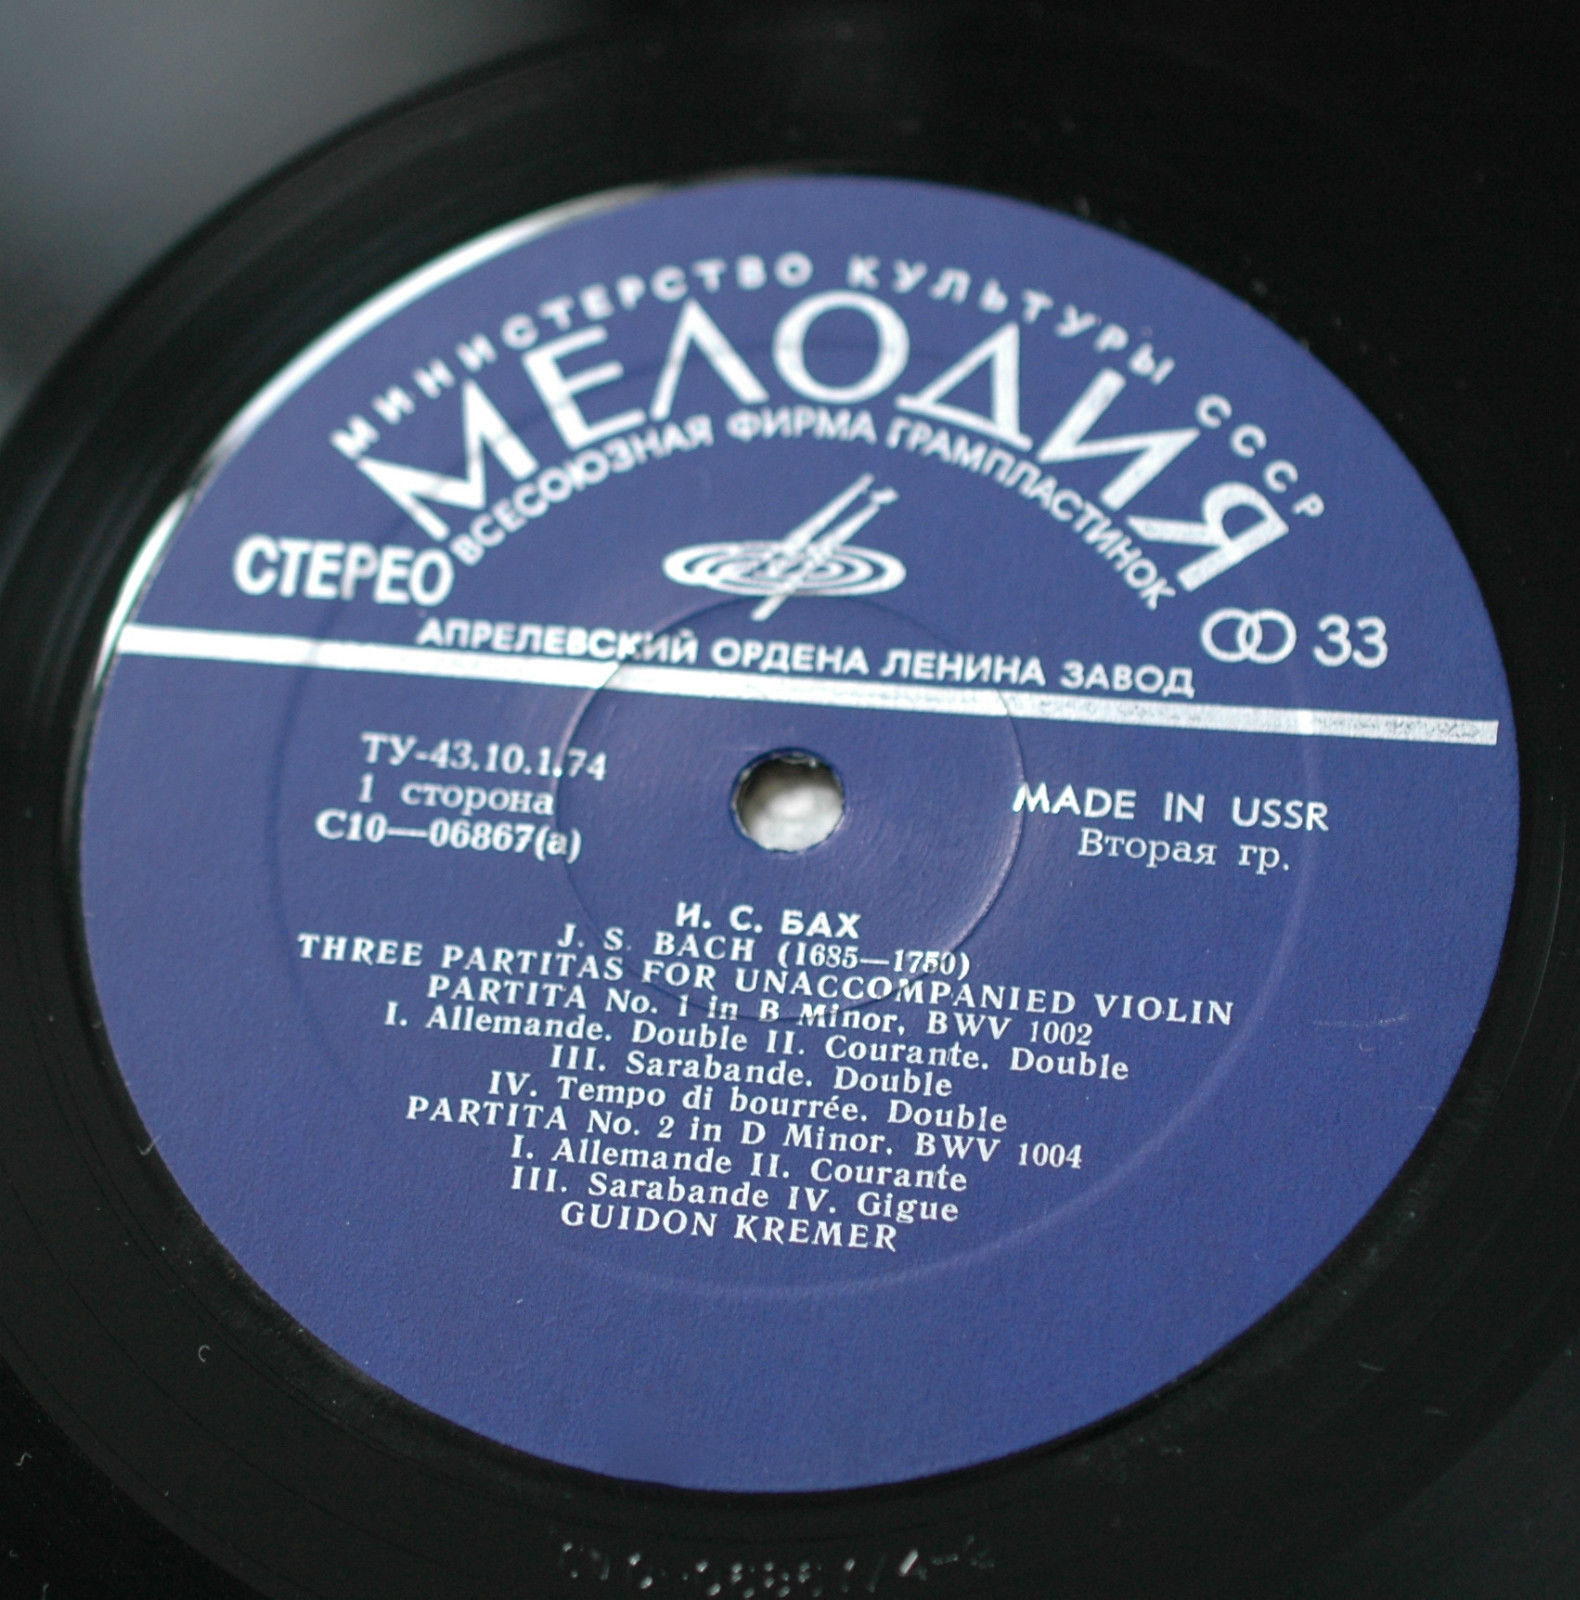 МИНИСТЕРСТВО КУЛЬТУРЫ СССР
МЕЛОДИЯ
ВСЕСОЮЗНАЯ ФИРМА ГРАМПЛАСТИНОК
СТЕРЕО
33
АПРЕЛЕВСКИЙ ОРДЕНА ЛЕНИНА ЗАВОД
ТУ-43.10.1.74
1 сторона
С10—06867(а)
MADE IN USSR
Вторая гр.
И. С. БАХ
J. S. BACH (1685—1750)
THREE PARTITAS FOR UNACCOMPANIED VIOLIN
PARTITA No. 1 in B Minor, BWV 1002
I. Allemande. Double II. Courante. Double
III. Sarabande. Double
IV. Tempo di bourrée. Double
PARTITA No. 2 in D Minor, BWV 1004
I. Allemande II. Courante
III. Sarabande IV. Gigue
GUIDON KREMER